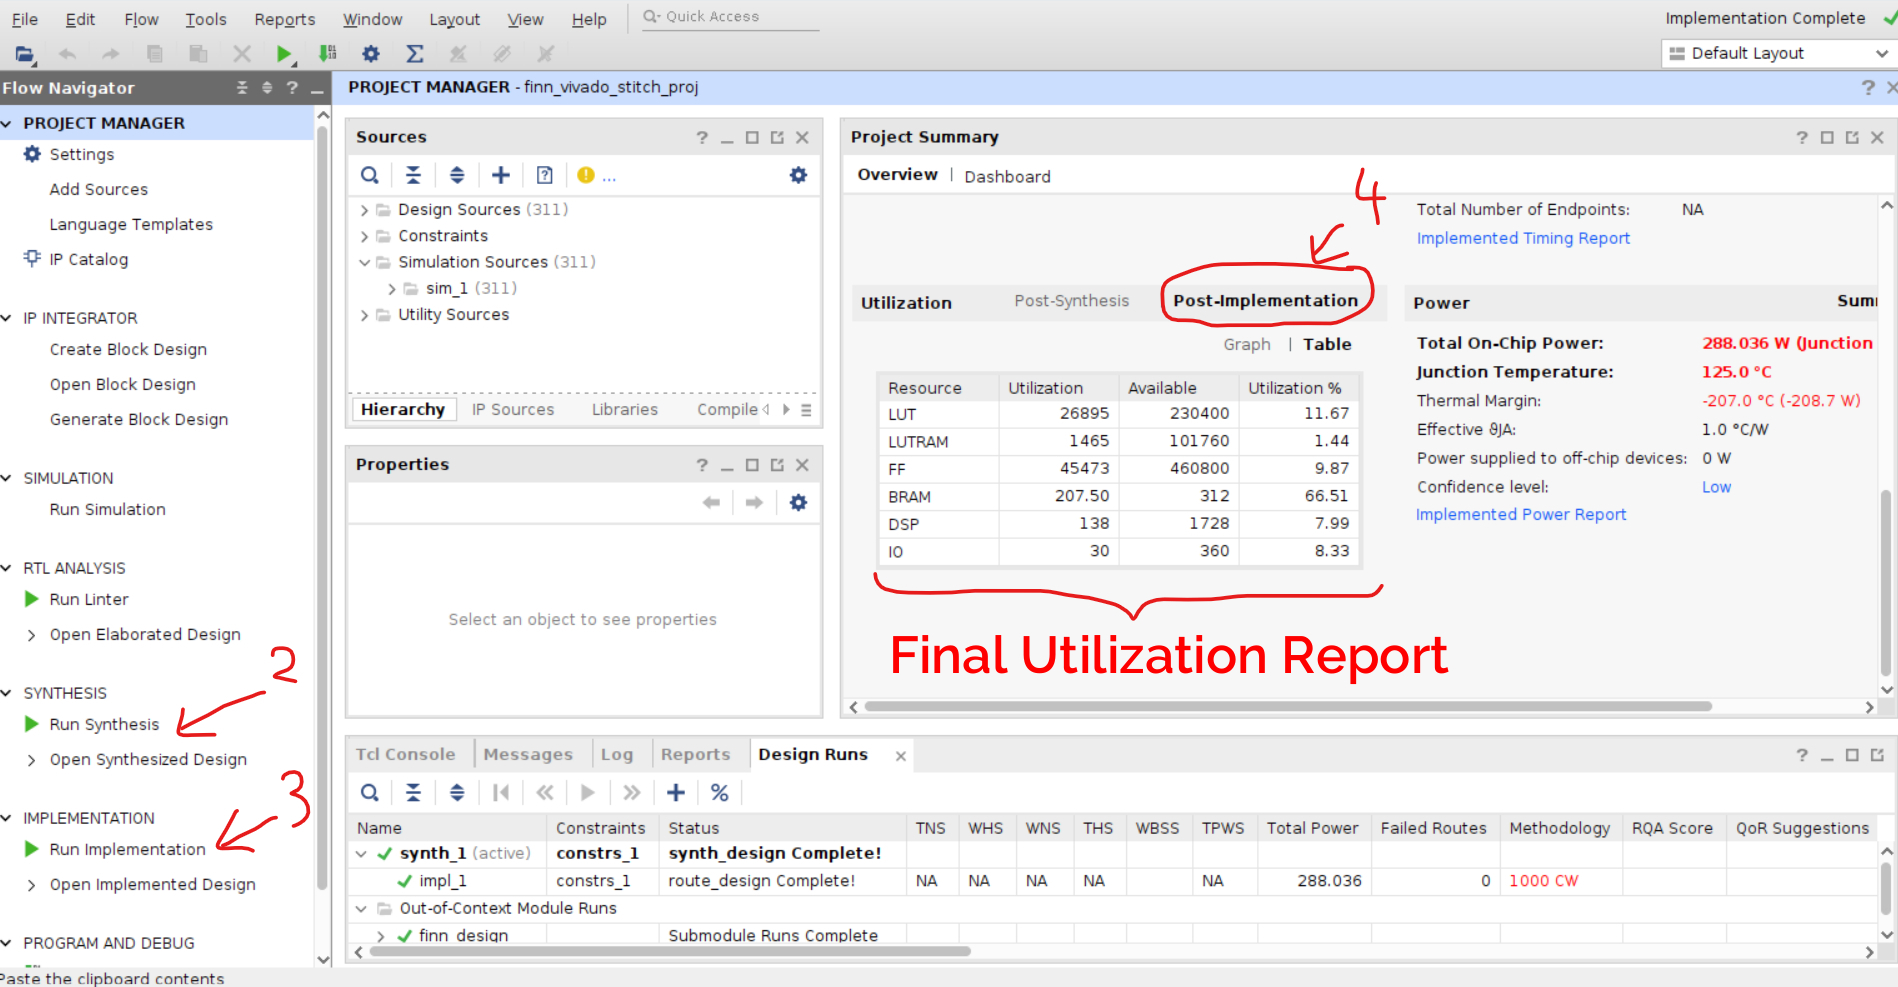 File Edit Flow Tools Reports Window Layout View Help Quick Access Implementation Complete
Default Layout
Flow Navigator
PROJECT MANAGER
Settings
Add Sources
Language Templates
IP Catalog
IP INTEGRATOR
Create Block Design
Open Block Design
Generate Block Design
SIMULATION
Run Simulation
RTL ANALYSIS
Run Linter
Open Elaborated Design
2
SYNTHESIS
Run Synthesis
Open Synthesized Design
3
IMPLEMENTATION
Run Implementation
Open Implemented Design
PROGRAM AND DEBUG
PROJECT MANAGER - finn_vivado_stitch_proj
Sources
...
Design Sources (311)
Constraints
Simulation Sources (311)
sim_1 (311)
Utility Sources
Hierarchy IP Sources Libraries Compile
Properties
Select an object to see properties
Project Summary
Overview | Dashboard
4
Total Number of Endpoints: NA
Implemented Timing Report
Utilization Post-Synthesis Post-Implementation
Graph | Table
Resource Utilization Available Utilization %
LUT 26895 230400 11.67
LUTRAM 1465 101760 1.44
FF 45473 460800 9.87
BRAM 207.50 312 66.51
DSP 138 1728 7.99
IO 30 360 8.33
Final Utilization Report
Power
Total On-Chip Power: 288.036 W (Junction
Junction Temperature: 125.0 °C
Thermal Margin: -207.0 °C (-208.7 W)
Effective ϑJA: 1.0 °C/W
Power supplied to off-chip devices: 0 W
Confidence level: Low
Implemented Power Report
Tcl Console Messages Log Reports Design Runs
Name Constraints Status TNS WHS WNS THS WBSS TPWS Total Power Failed Routes Methodology RQA Score QoR Suggestions
synth_1 (active) constrs_1 synth_design Complete!
impl_1 constrs_1 route_design Complete! NA NA NA NA NA 288.036 0 1000 CW
Out-of-Context Module Runs
finn_design Submodule Runs Complete
Paste the clipboard contents